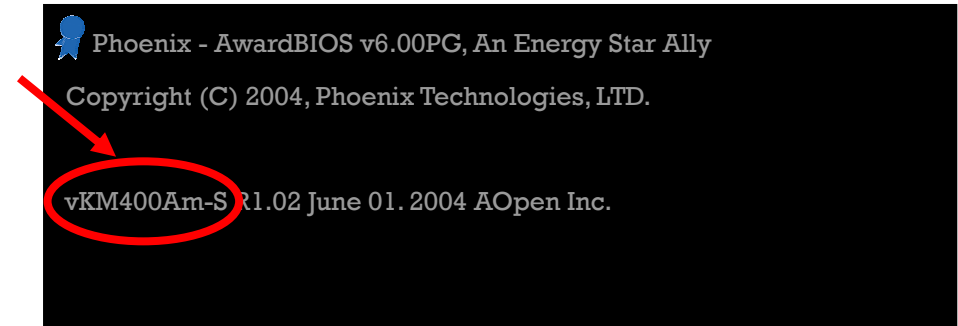 Phoenix - AwardBIOS v6.00PG, An Energy Star Ally
Copyright (C) 2004, Phoenix Technologies, LTD.
vKM400Am-S R1.02 June 01. 2004 AOpen Inc.